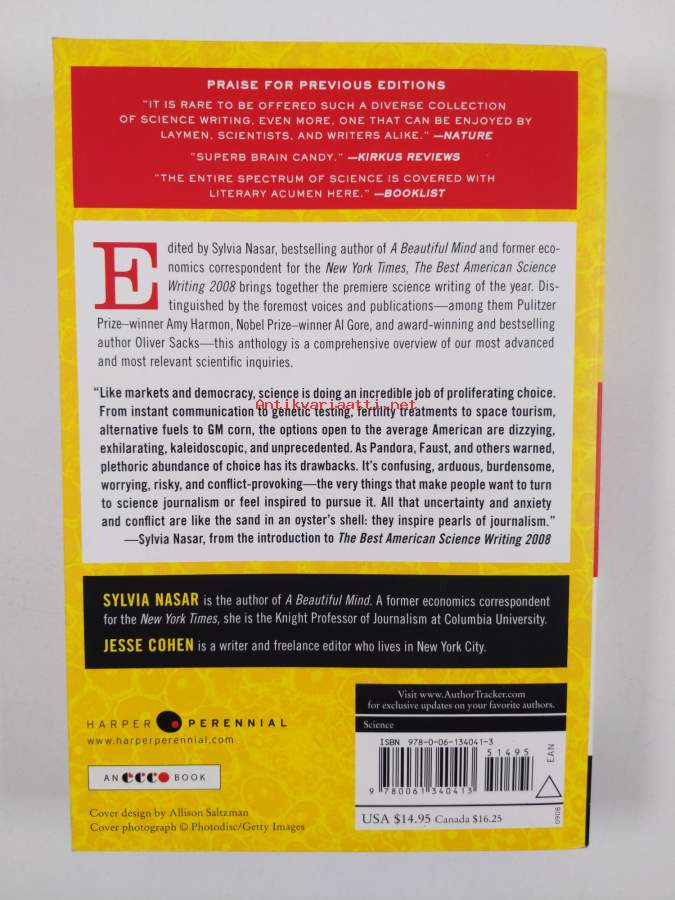 PRAISE FOR PREVIOUS EDITIONS
"IT IS RARE TO BE OFFERED SUCH A DIVERSE COLLECTION
OF SCIENCE WRITING, EVEN MORE, ONE THAT CAN BE ENJOYED BY
LAYMEN, SCIENTISTS, AND WRITERS ALIKE." —NATURE
"SUPERB BRAIN CANDY." —KIRKUS REVIEWS
"THE ENTIRE SPECTRUM OF SCIENCE IS COVERED WITH
LITERARY ACUMEN HERE." —BOOKLIST
Edited by Sylvia Nasar, bestselling author of A Beautiful Mind and former eco-
nomics correspondent for the New York Times, The Best American Science
Writing 2008 brings together the premiere science writing of the year. Dis-
tinguished by the foremost voices and publications—among them Pulitzer
Prize–winner Amy Harmon, Nobel Prize–winner Al Gore, and award-winning and bestselling
author Oliver Sacks—this anthology is a comprehensive overview of our most advanced
and most relevant scientific inquiries.
"Like markets and democracy, science is doing an incredible job of proliferating choice.
Antikvariaatti.net
From instant communication to genetic testing, fertility treatments to space tourism,
alternative fuels to GM corn, the options open to the average American are dizzying,
exhilarating, kaleidoscopic, and unprecedented. As Pandora, Faust, and others warned,
plethoric abundance of choice has its drawbacks. It's confusing, arduous, burdensome,
worrying, risky, and conflict-provoking—the very things that make people want to turn
to science journalism or feel inspired to pursue it. All that uncertainty and anxiety
and conflict are like the sand in an oyster's shell: they inspire pearls of journalism."
—Sylvia Nasar, from the introduction to The Best American Science Writing 2008
SYLVIA NASAR is the author of A Beautiful Mind. A former economics correspondent
for the New York Times, she is the Knight Professor of Journalism at Columbia University.
JESSE COHEN is a writer and freelance editor who lives in New York City.
HARPER PERENNIAL
www.harperperennial.com
AN ecco BOOK
Cover design by Allison Saltzman
Cover photograph © Photodisc/Getty Images
Visit www.AuthorTracker.com
for exclusive updates on your favorite authors.
Science
ISBN 978-0-06-134041-3
51495
EAN
9 780061 340413
0908
USA $14.95 Canada $16.25